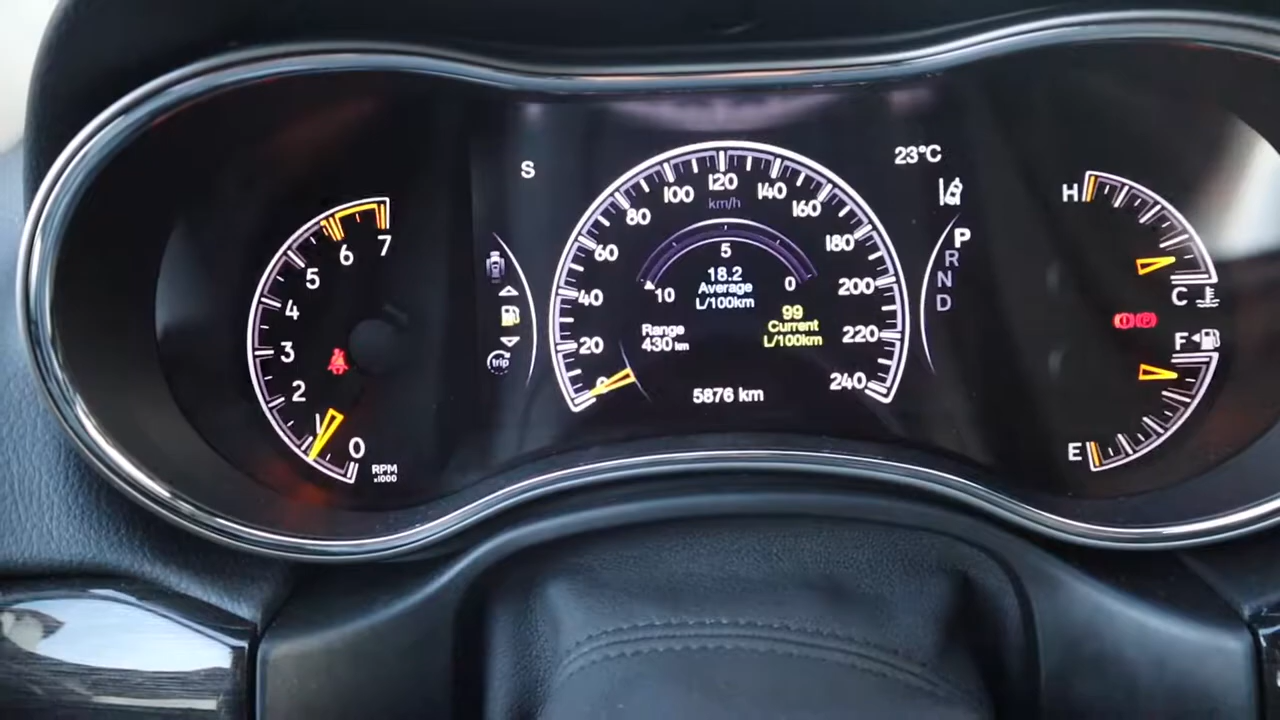 7
6
5
4
3
2
1
0
RPM
x1000
S
trip
0
20
40
60
80
100
120
140
160
180
200
220
240
km/h
5
10
0
18.2
Average
L/100km
Range
430 km
99
Current
L/100km
5876 km
23°C
P
R
N
D
H
C
P
F
E